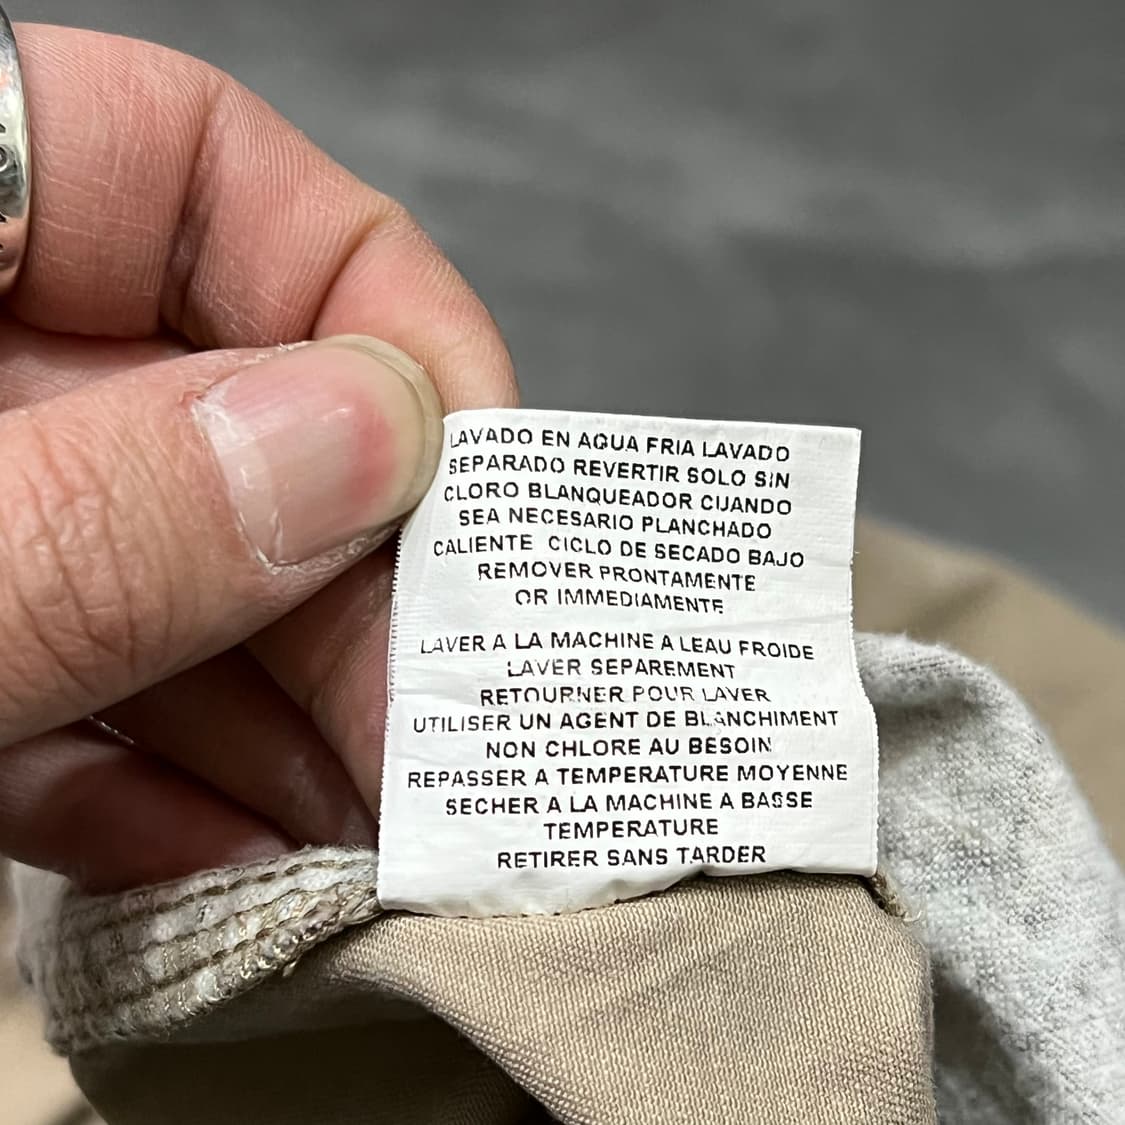 LAVADO EN AGUA FRIA LAVADO
SEPARADO REVERTIR SOLO SIN
CLORO BLANQUEADOR CUANDO
SEA NECESARIO PLANCHADO
CALIENTE CICLO DE SECADO BAJO
REMOVER PRONTAMENTE
OR IMMEDIAMENTE
LAVER A LA MACHINE A LEAU FROIDE
LAVER SEPAREMENT
RETOURNER POUR LAVER
UTILISER UN AGENT DE BLANCHIMENT
NON CHLORE AU BESOIN
REPASSER A TEMPERATURE MOYENNE
SECHER A LA MACHINE A BASSE
TEMPERATURE
RETIRER SANS TARDER